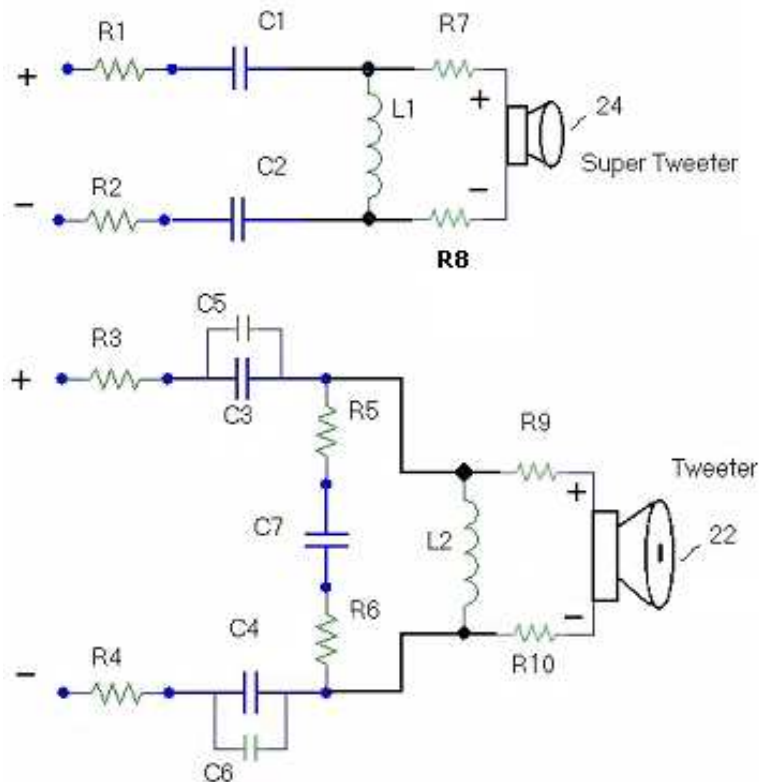 C1
R1
R7
+
+
L1
24
Super Tweeter
C2
R2
−
−
R8
C5
R3
+
C3
R5
R9
Tweeter
+
C7
L2
22
R6
C4
−
R4
R10
−
C6